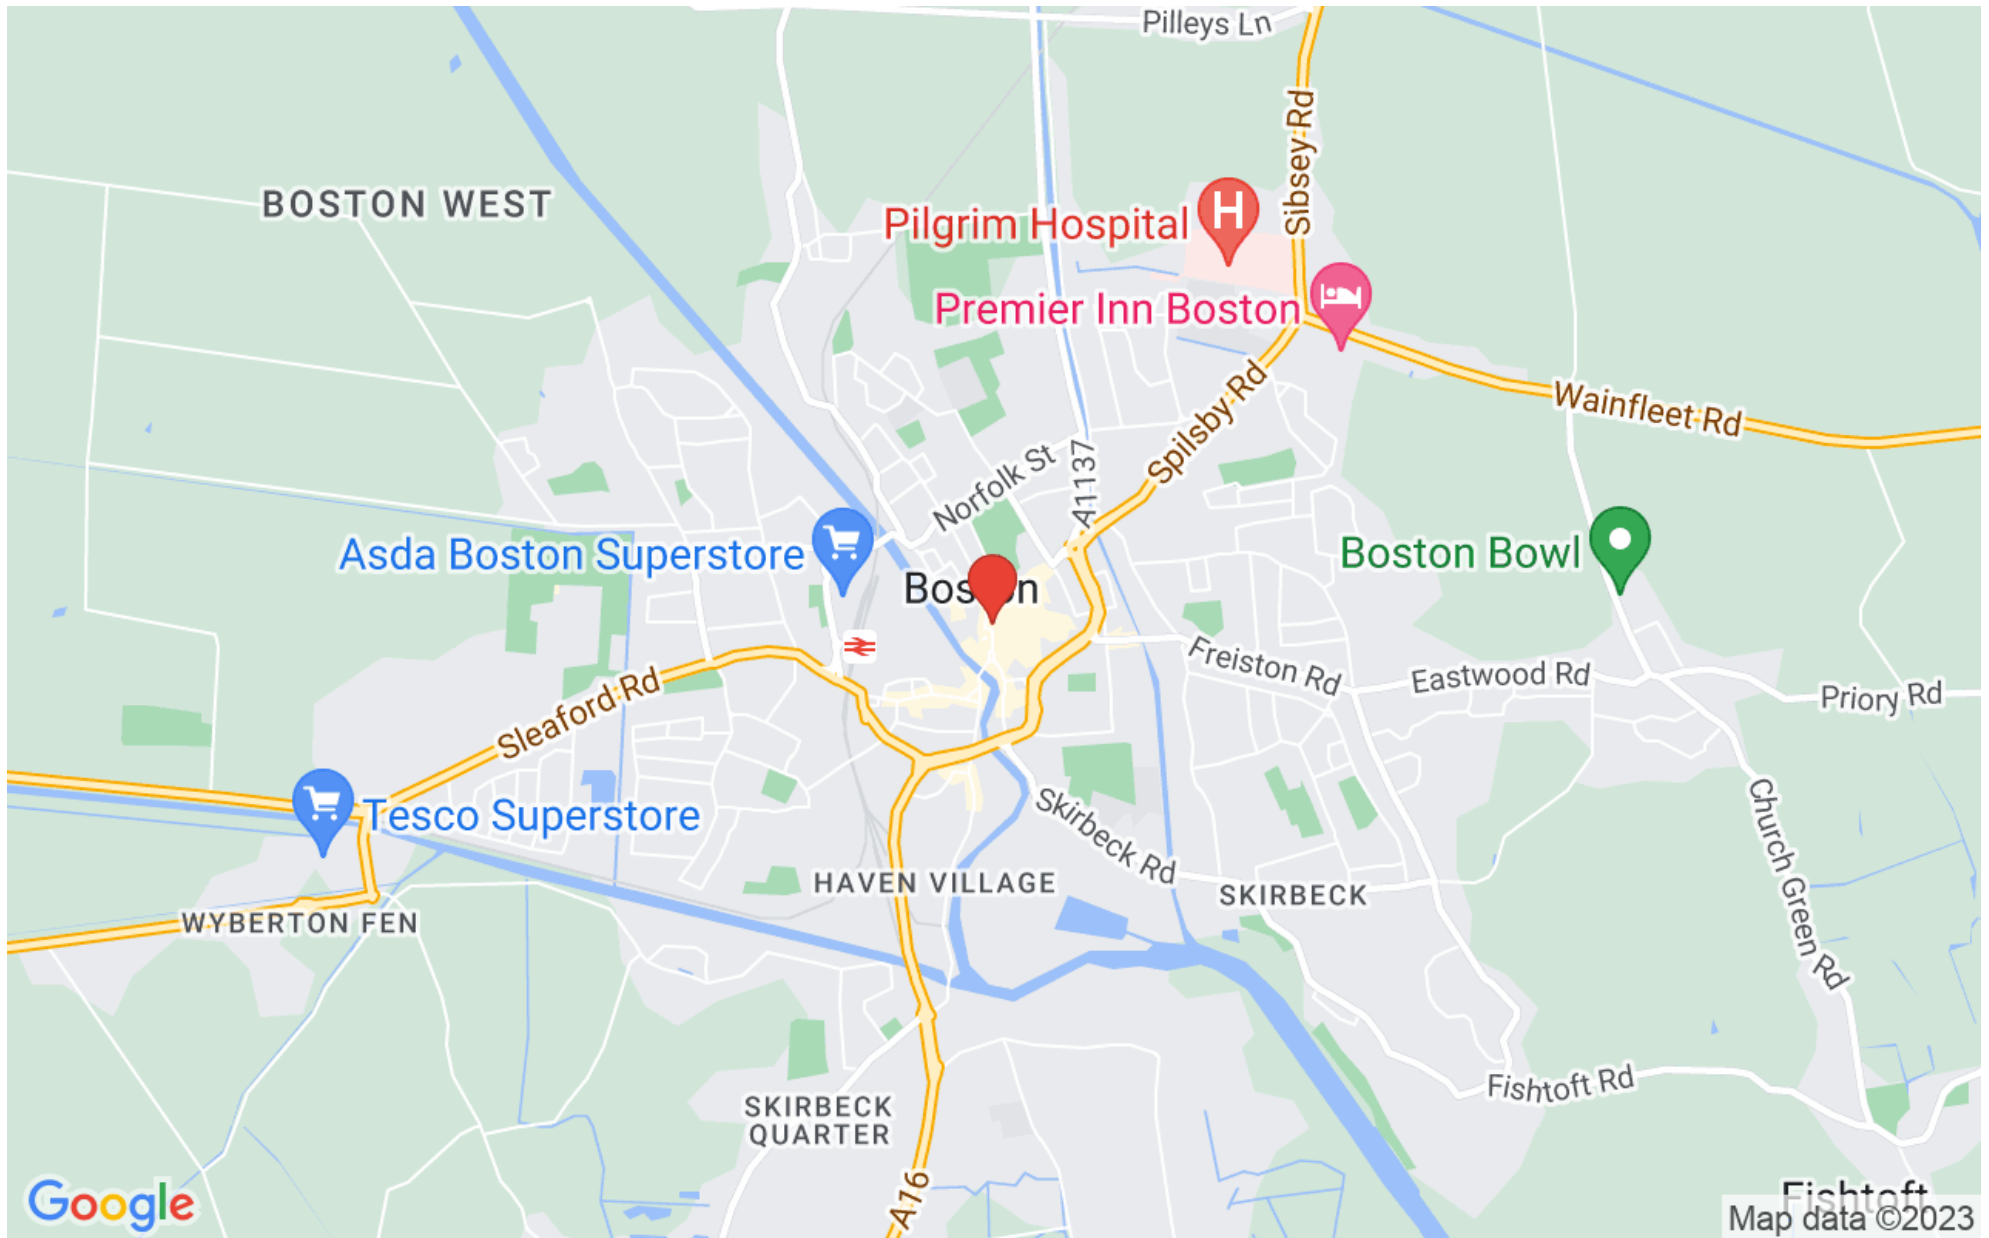 Pilleys Ln
Sibsey Rd
BOSTON WEST
Pilgrim Hospital
H
Premier Inn Boston
Spilsby Rd
Wainfleet Rd
A1137
Norfolk St
Asda Boston Superstore
Boston
Boston Bowl
Freiston Rd
Eastwood Rd
Priory Rd
Sleaford Rd
Tesco Superstore
Skirbeck Rd
Church Green Rd
HAVEN VILLAGE
SKIRBECK
WYBERTON FEN
Fishtoft Rd
SKIRBECK
QUARTER
A16
Fishtoft
Google
Map data ©2023